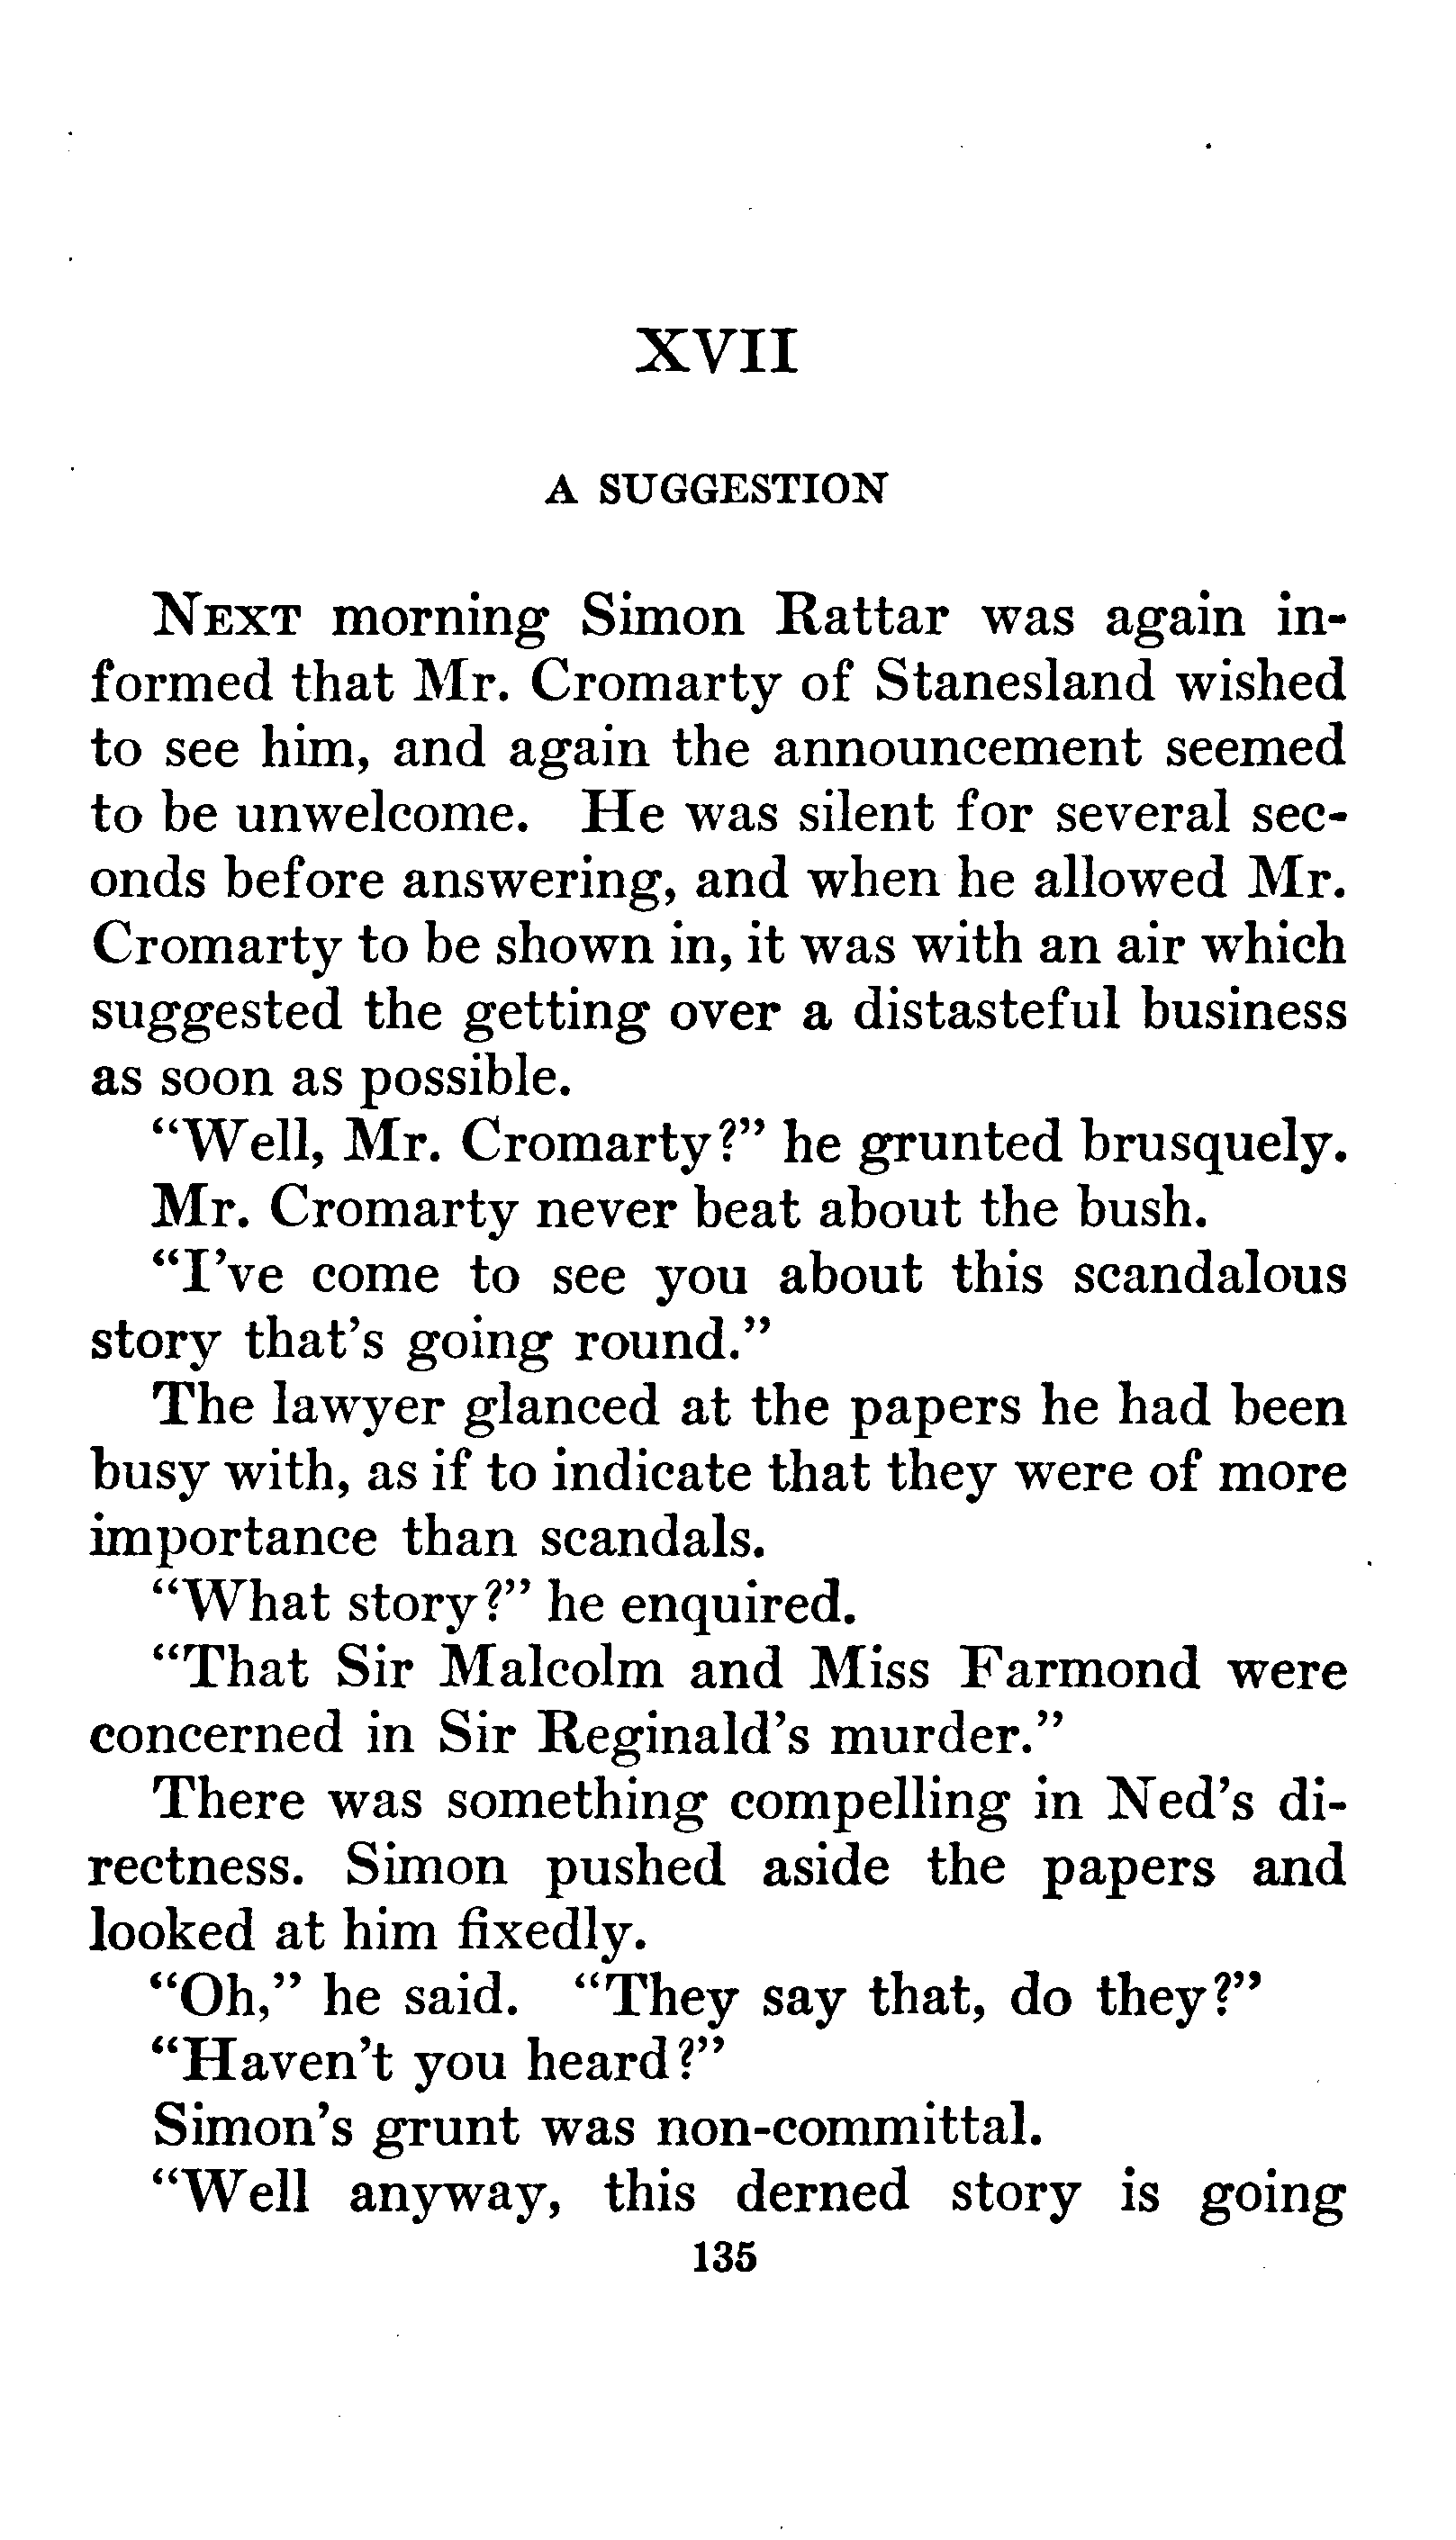 XVII
A SUGGESTION
NEXT morning Simon Rattar was again in-
formed that Mr. Cromarty of Stanesland wished
to see him, and again the announcement seemed
to be unwelcome. He was silent for several sec-
onds before answering, and when he allowed Mr.
Cromarty to be shown in, it was with an air which
suggested the getting over a distasteful business
as soon as possible.
“Well, Mr. Cromarty?” he grunted brusquely.
Mr. Cromarty never beat about the bush.
“I’ve come to see you about this scandalous
story that’s going round.”
The lawyer glanced at the papers he had been
busy with, as if to indicate that they were of more
importance than scandals.
“What story?” he enquired.
“That Sir Malcolm and Miss Farmond were
concerned in Sir Reginald’s murder.”
There was something compelling in Ned’s di-
rectness. Simon pushed aside the papers and
looked at him fixedly.
“Oh,” he said. “They say that, do they?”
“Haven’t you heard?”
Simon’s grunt was non-committal.
“Well anyway, this derned story is going
135